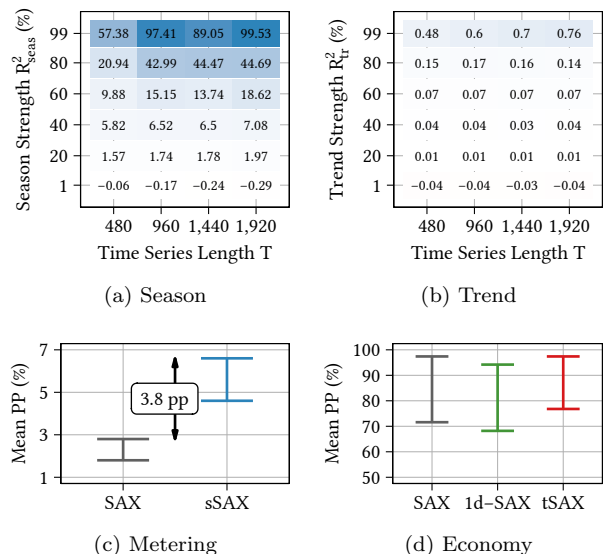 Season Strength R²seas (%)
99 57.38 97.41 89.05 99.53
80 20.94 42.99 44.47 44.69
60 9.88 15.15 13.74 18.62
40 5.82 6.52 6.5 7.08
20 1.57 1.74 1.78 1.97
1 −0.06 −0.17 −0.24 −0.29
480 960 1,440 1,920
Time Series Length T
(a) Season
Trend Strength R²tr (%)
99 0.48 0.6 0.7 0.76
80 0.15 0.17 0.16 0.14
60 0.07 0.07 0.07 0.07
40 0.04 0.04 0.03 0.04
20 0.01 0.01 0.01 0.01
1 −0.04 −0.04 −0.03 −0.04
480 960 1,440 1,920
Time Series Length T
(b) Trend
Mean PP (%)
7
5
3
1
3.8 pp
SAX sSAX
(c) Metering
Mean PP (%)
100
90
80
70
60
50
SAX 1d–SAX tSAX
(d) Economy